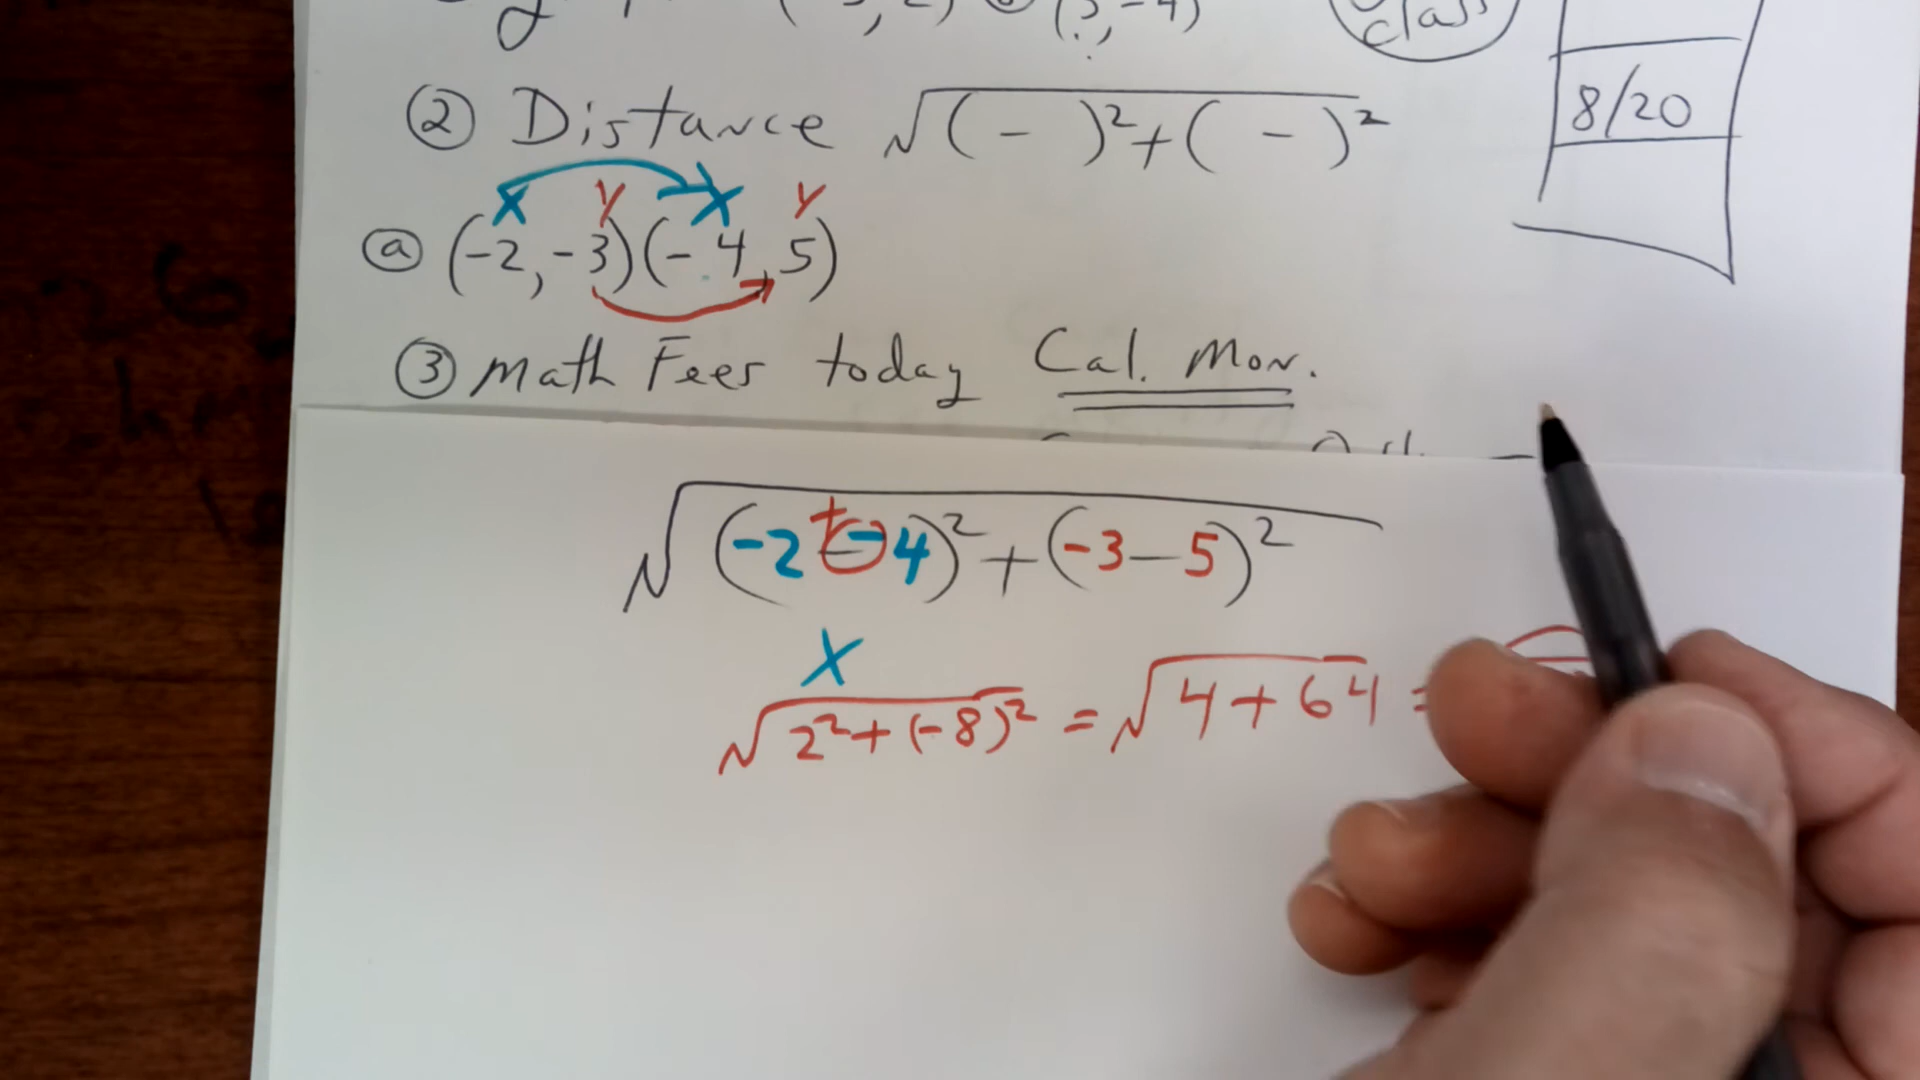 class
8/20
② Distance √(( - )² + ( - )²)
x y x y
ⓐ (-2, -3)(-4, 5)
③ Math Fees today Cal. Mon.
√((-2 + - 4)² + (-3 - 5)²)
x
√(2² + (-8)²) = √(4 + 64) =